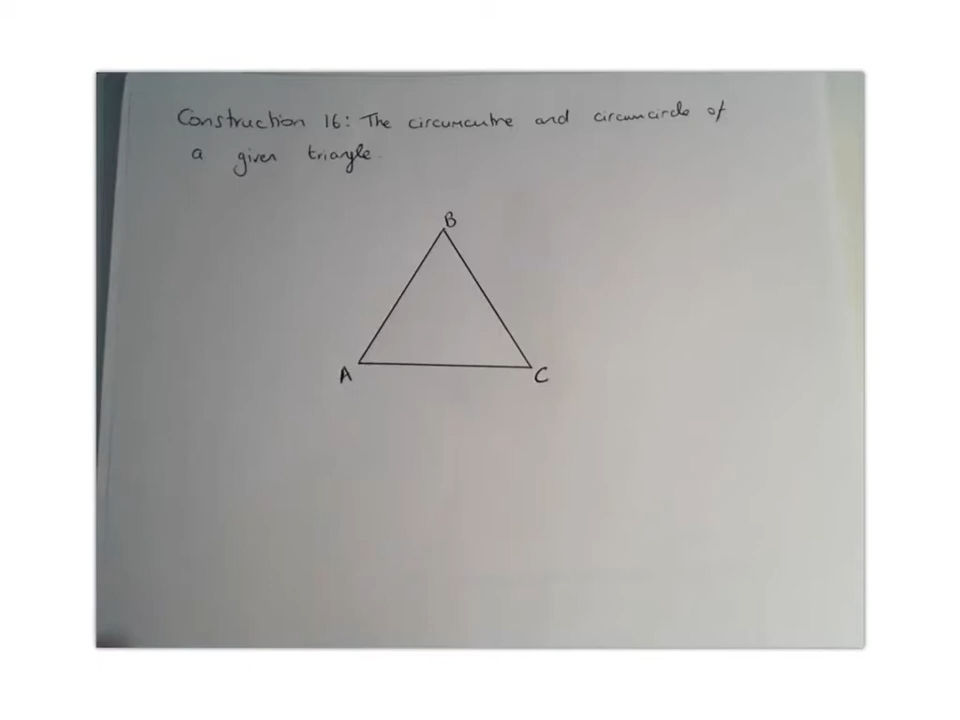 Construction 16: The circumcentre and circumcircle of
a given triangle.
B
A
C